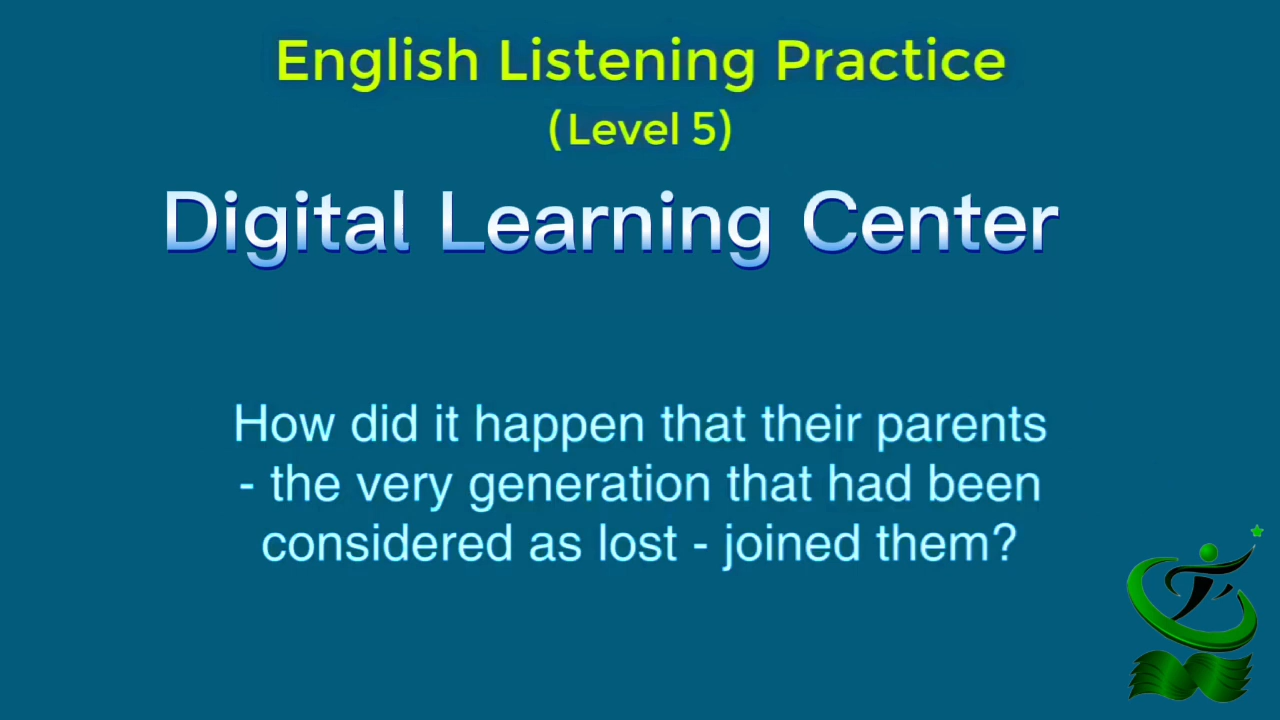 English Listening Practice
(Level 5)
Digital Learning Center
How did it happen that their parents
- the very generation that had been
considered as lost - joined them?